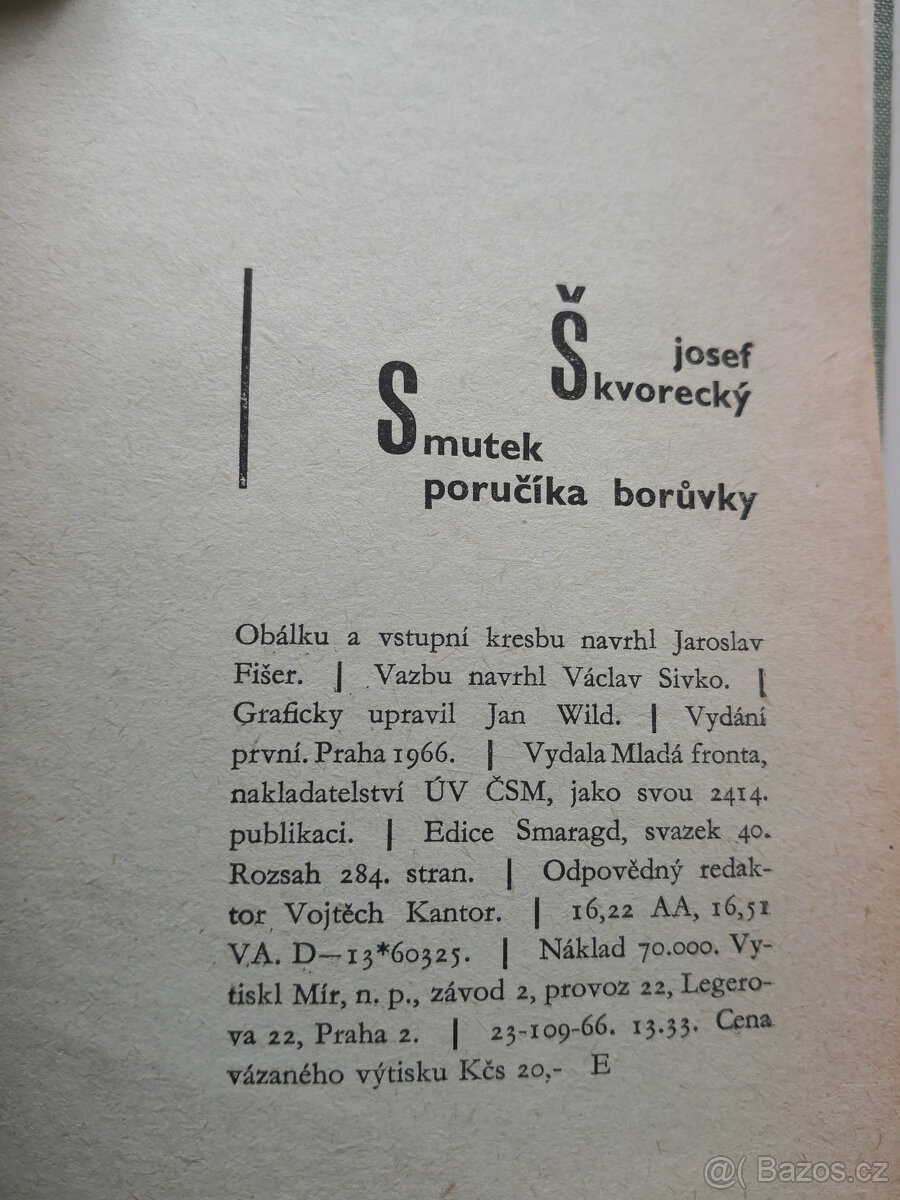 josef
Škvorecký
Smutek
poručíka borůvky
Obálku a vstupní kresbu navrhl Jaroslav
Fišer. | Vazbu navrhl Václav Sivko. |
Graficky upravil Jan Wild. | Vydání
první. Praha 1966. | Vydala Mladá fronta,
nakladatelství ÚV ČSM, jako svou 2414.
publikaci. | Edice Smaragd, svazek 40.
Rozsah 284. stran. | Odpovědný redak-
tor Vojtěch Kantor. | 16,22 AA, 16,51
VA. D—13*60325. | Náklad 70.000. Vy-
tiskl Mír, n. p., závod 2, provoz 22, Legero-
va 22, Praha 2. | 23-109-66. 13.33. Cena
vázaného výtisku Kčs 20,- E
@( Bazos.cz